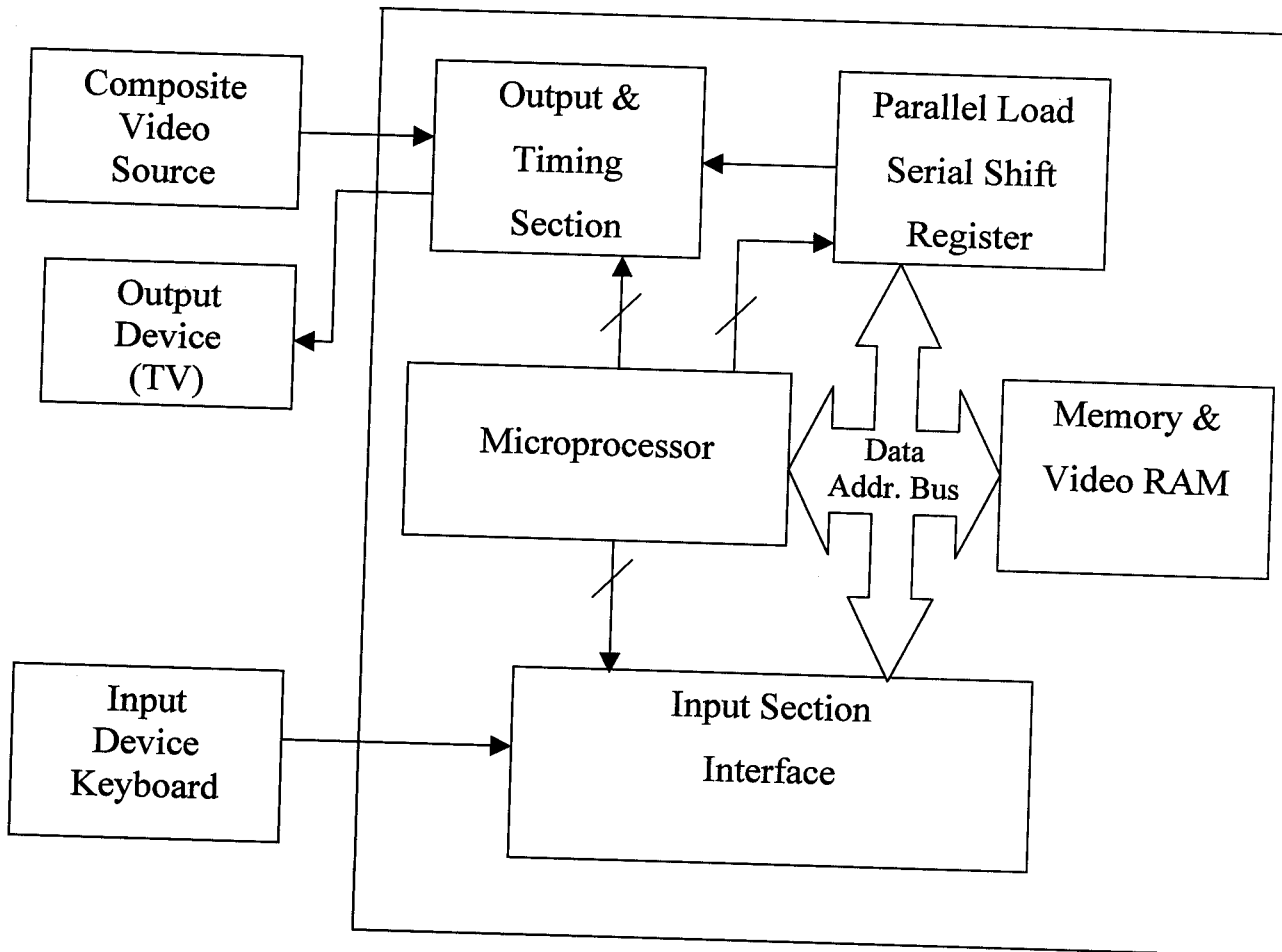 Composite
Video
Source
Output &
Timing
Section
Parallel Load
Serial Shift
Register
Output
Device
(TV)
Microprocessor
Data
Addr. Bus
Memory &
Video RAM
Input
Device
Keyboard
Input Section
Interface